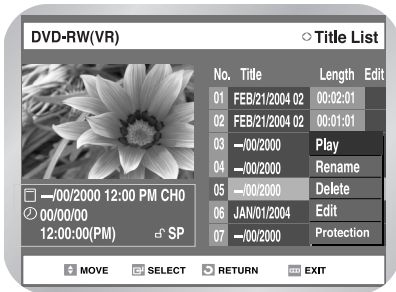 DVD-RW(VR) Title List
No. Title Length Edit
01 FEB/21/2004 02 00:02:01
02 FEB/21/2004 02 00:01:01
03 —/00/2000 Play
04 —/00/2000 Rename
05 —/00/2000 Delete
06 JAN/01/2004 Edit
07 —/00/2000 Protection
—/00/2000 12:00 PM CH0
00/00/00
12:00:00(PM) SP
MOVE SELECT RETURN EXIT